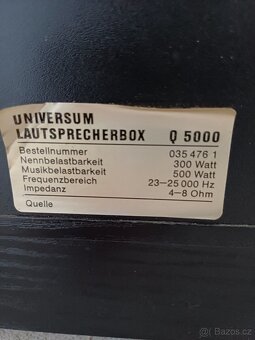 UNIVERSUM
LAUTSPRECHERBOX Q 5000
Bestellnummer 035 476 1
Nennbelastbarkeit 300 Watt
Musikbelastbarkeit 500 Watt
Frequenzbereich 23–25 000 Hz
Impedanz 4–8 Ohm
Quelle
Bazos.cz